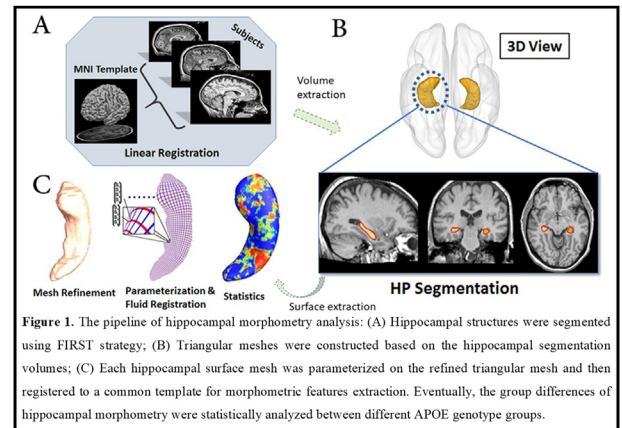 A
B
Subjects
3D View
MNI Template
Volume
extraction
Linear Registration
C
Mesh Refinement
Parameterization &
Fluid Registration
Statistics
Surface extraction
HP Segmentation
Figure 1. The pipeline of hippocampal morphometry analysis: (A) Hippocampal structures were segmented
using FIRST strategy; (B) Triangular meshes were constructed based on the hippocampal segmentation
volumes; (C) Each hippocampal surface mesh was parameterized on the refined triangular mesh and then
registered to a common template for morphometric features extraction. Eventually, the group differences of
hippocampal morphometry were statistically analyzed between different APOE genotype groups.